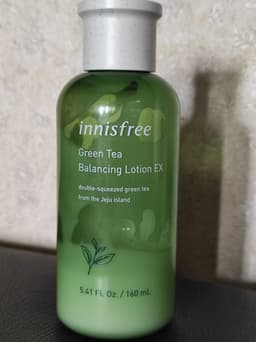 innisfree
Green Tea
Balancing Lotion EX
double-squeezed green tea
from the Jeju island
5.41 FL Oz. / 160 mL